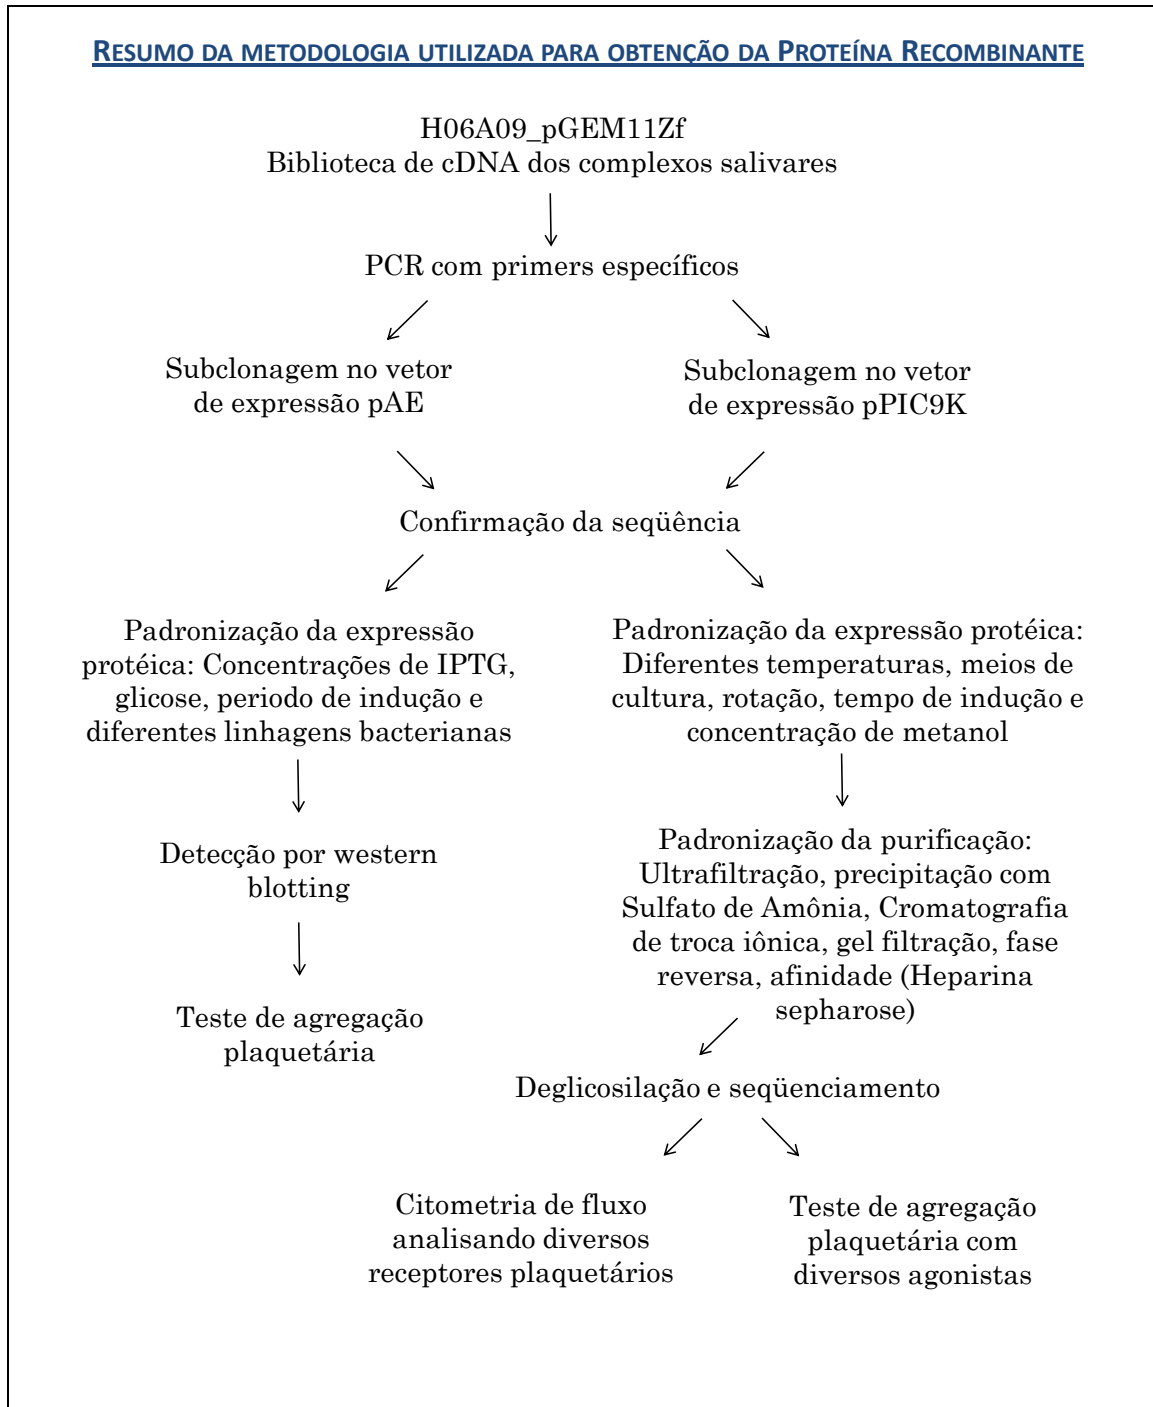 RESUMO DA METODOLOGIA UTILIZADA PARA OBTENÇÃO DA PROTEÍNA RECOMBINANTE
H06A09_pGEM11Zf
Biblioteca de cDNA dos complexos salivares
PCR com primers específicos
Subclonagem no vetor
de expressão pAE
Subclonagem no vetor
de expressão pPIC9K
Confirmação da seqüência
Padronização da expressão
protéica: Concentrações de IPTG,
glicose, periodo de indução e
diferentes linhagens bacterianas
Padronização da expressão protéica:
Diferentes temperaturas, meios de
cultura, rotação, tempo de indução e
concentração de metanol
Detecção por western
blotting
Padronização da purificação:
Ultrafiltração, precipitação com
Sulfato de Amônia, Cromatografia
de troca iônica, gel filtração, fase
reversa, afinidade (Heparina
sepharose)
Teste de agregação
plaquetária
Deglicosilação e seqüenciamento
Citometria de fluxo
analisando diversos
receptores plaquetários
Teste de agregação
plaquetária com
diversos agonistas